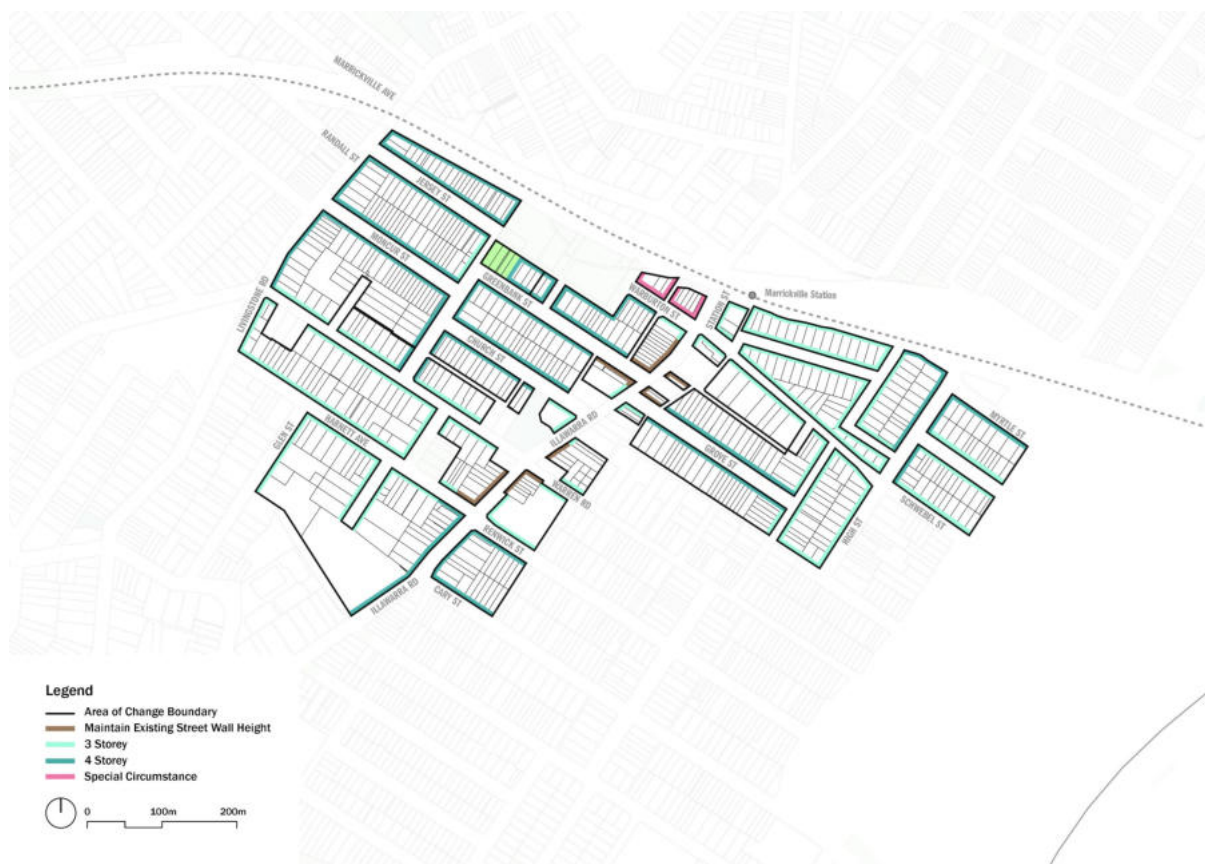 MARRICKVILLE AVE
RANDALL ST
JERSEY ST
MONCUR ST
LIVINGSTONE RD
GREENBANK ST
WARBURTON ST
STATION ST
Marrickville Station
CHURCH ST
HARNETT AVE
GLEN ST
ILLAWARRA RD
GROVE ST
MYRTLE ST
SCHWEBEL ST
HIGH ST
WARREN RD
RENWICK ST
ILLAWARRA RD
CARY ST
Legend
Area of Change Boundary
Maintain Existing Street Wall Height
3 Storey
4 Storey
Special Circumstance
0 100m 200m